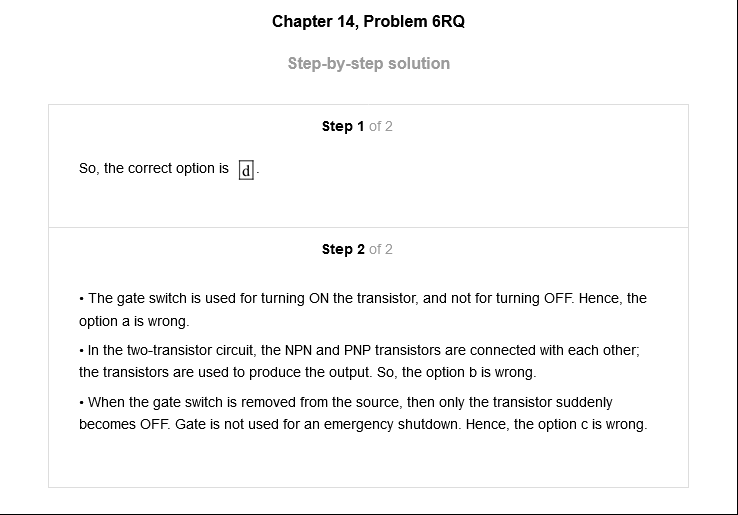 Chapter 14, Problem 6RQ
Step-by-step solution
Step 1 of 2
So, the correct option is d.
Step 2 of 2
• The gate switch is used for turning ON the transistor, and not for turning OFF. Hence, the
option a is wrong.
• In the two-transistor circuit, the NPN and PNP transistors are connected with each other;
the transistors are used to produce the output. So, the option b is wrong.
• When the gate switch is removed from the source, then only the transistor suddenly
becomes OFF. Gate is not used for an emergency shutdown. Hence, the option c is wrong.